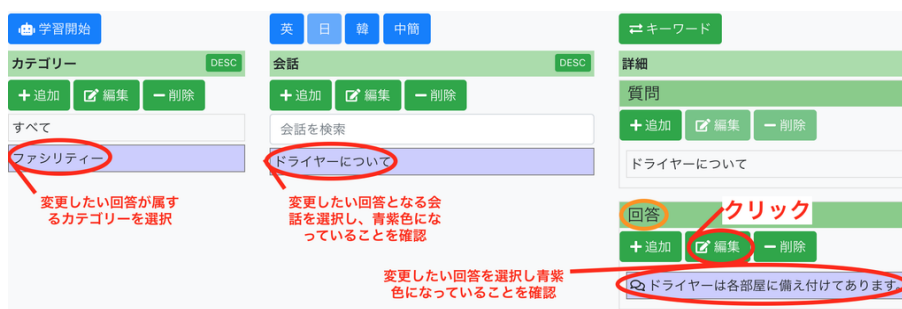 学習開始
カテゴリー DESC
追加 編集 削除
すべて
ファシリティー
変更したい回答が属す
るカテゴリーを選択
英 日 韓 中簡
会話 DESC
追加 編集 削除
会話を検索
ドライヤーについて
変更したい回答となる会
話を選択し、青紫色にな
っていることを確認
キーワード
詳細
質問
追加 編集 削除
ドライヤーについて
回答 クリック
追加 編集 削除
変更したい回答を選択し青紫
色になっていることを確認
ドライヤーは各部屋に備え付けてあります。